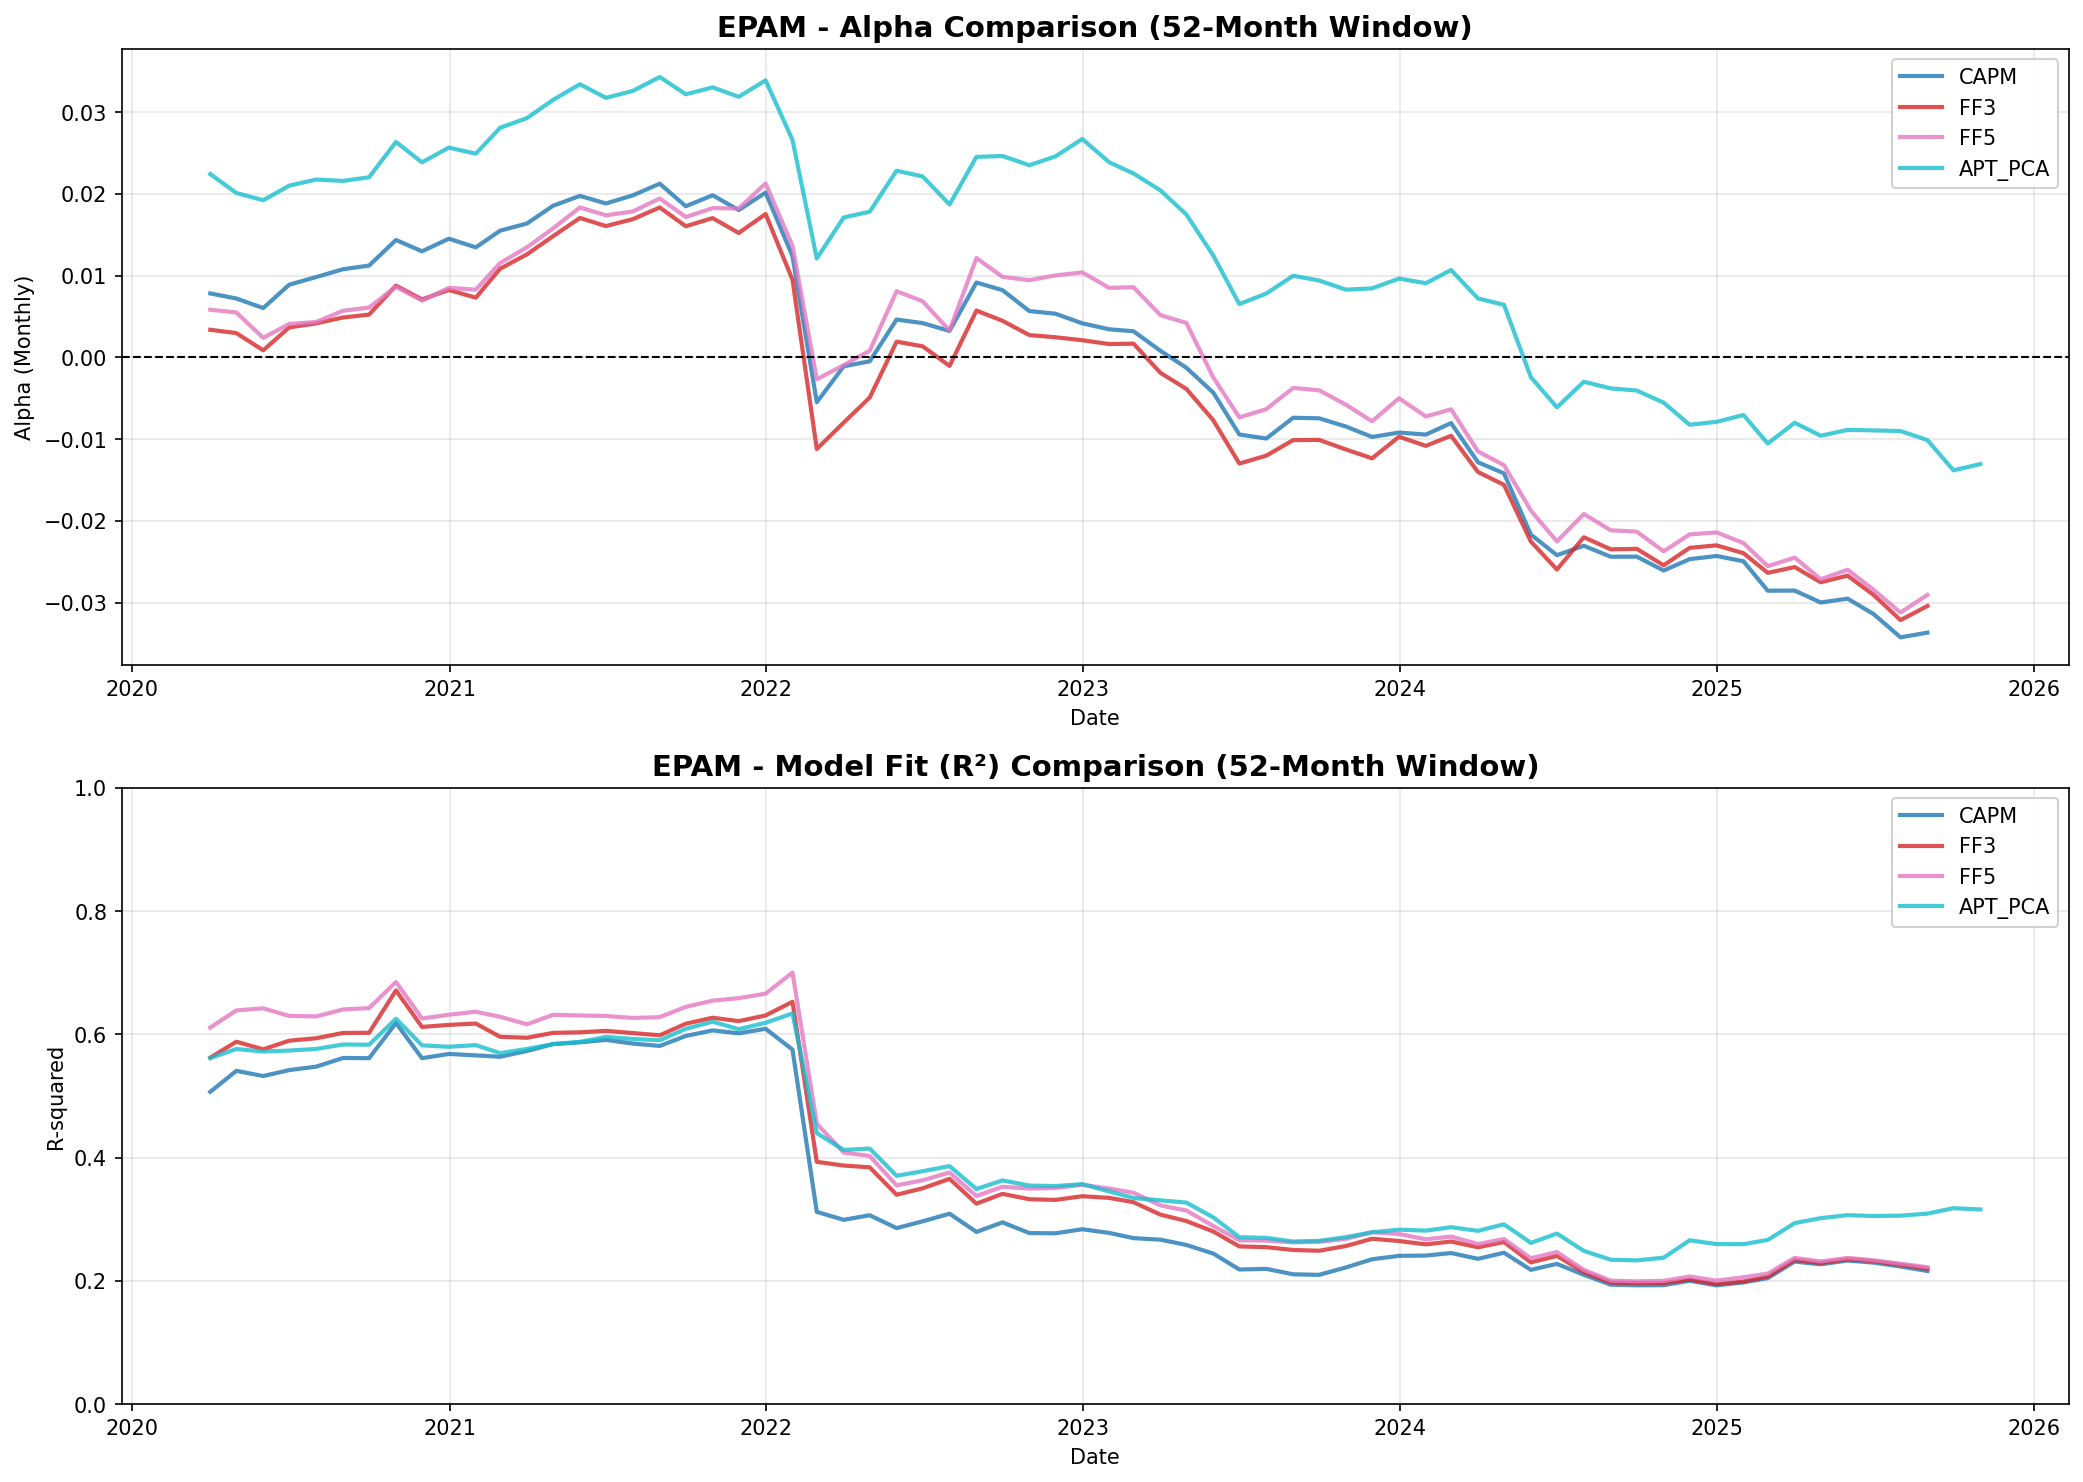 EPAM - Alpha Comparison (52-Month Window)
CAPM
FF3
FF5
APT_PCA
0.03
0.02
0.01
0.00
−0.01
−0.02
−0.03
Alpha (Monthly)
2020 2021 2022 2023 2024 2025 2026
Date
EPAM - Model Fit (R²) Comparison (52-Month Window)
CAPM
FF3
FF5
APT_PCA
1.0
0.8
0.6
0.4
0.2
0.0
R-squared
2020 2021 2022 2023 2024 2025 2026
Date